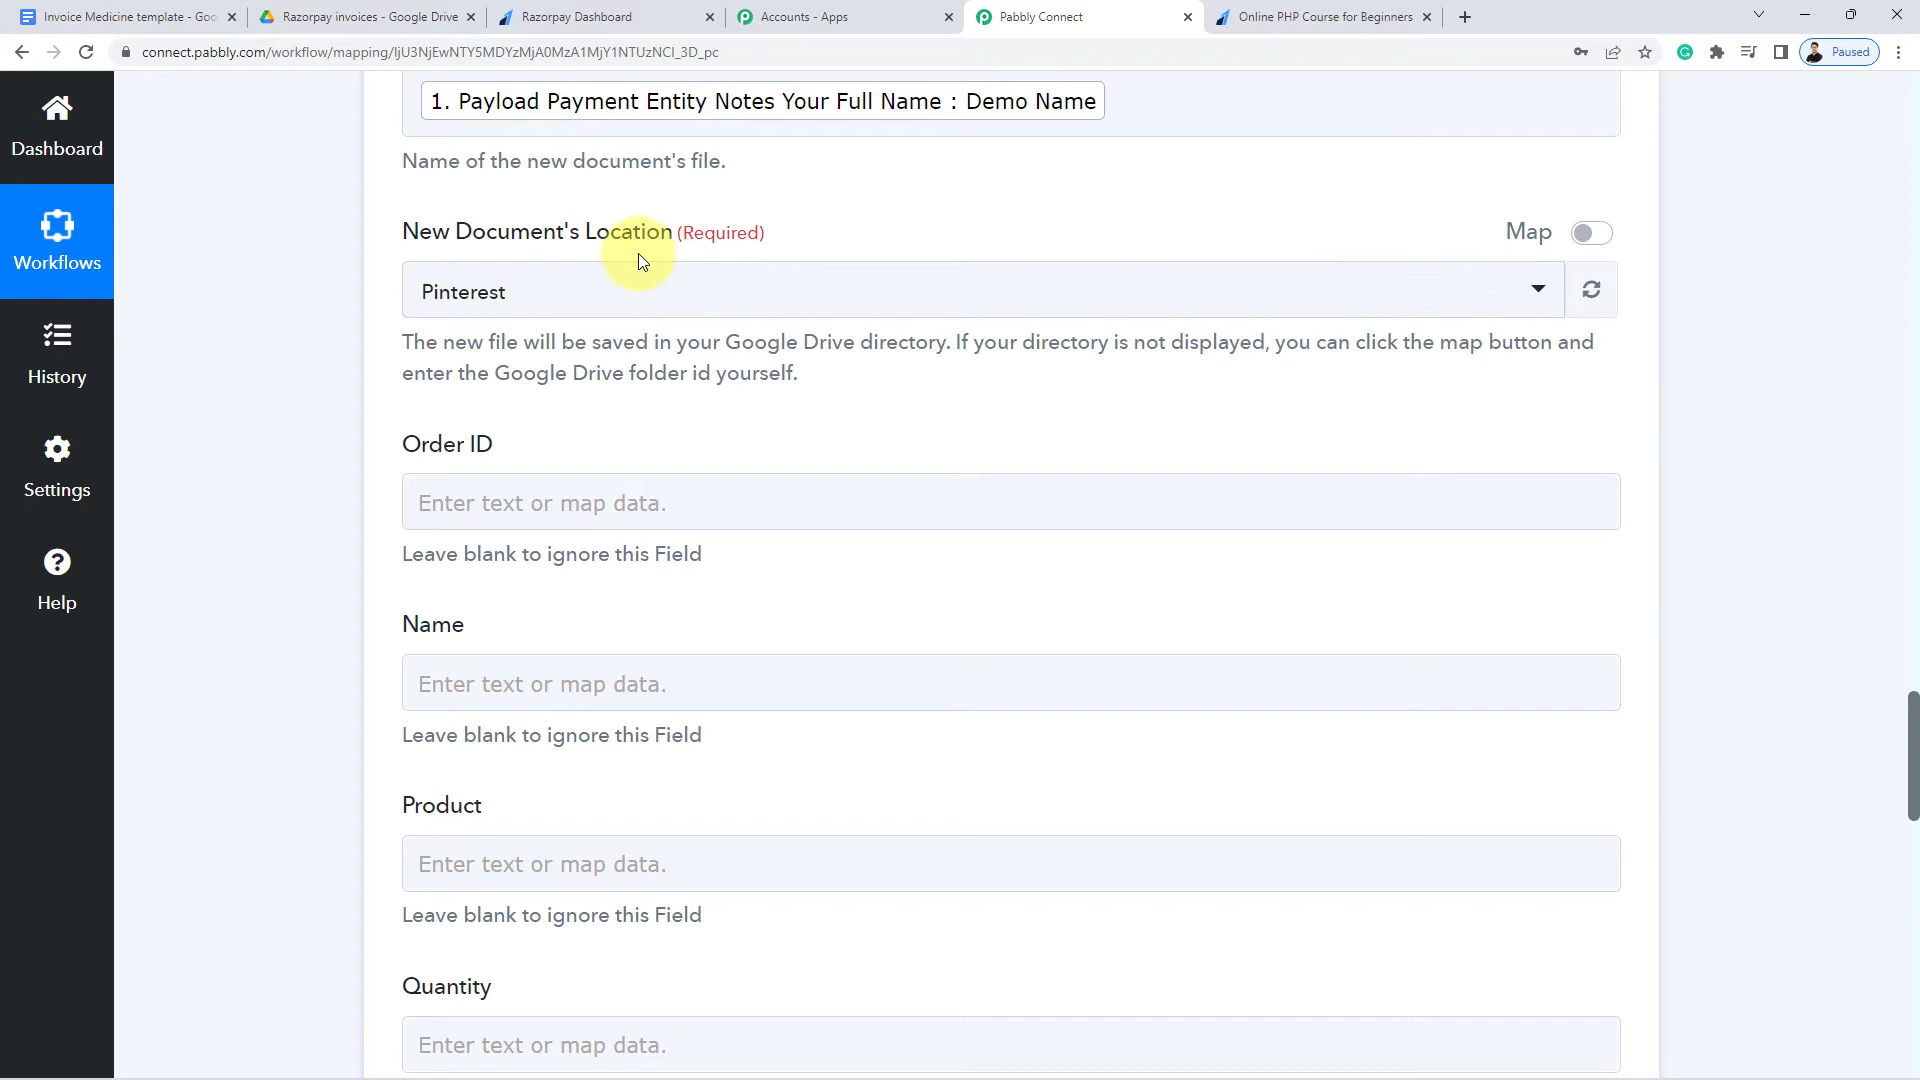 Invoice Medicine template - Goo
Razorpay invoices - Google Drive
Razorpay Dashboard
Accounts - Apps
Pabbly Connect
Online PHP Course for Beginners
connect.pabbly.com/workflow/mapping/IjU3NjEwNTY5MDYzMjA0MzA1MjY1NTUzNCI_3D_pc
Paused
1. Payload Payment Entity Notes Your Full Name : Demo Name
Name of the new document's file.
Dashboard
New Document's Location (Required)
Map
Workflows
Pinterest
The new file will be saved in your Google Drive directory. If your directory is not displayed, you can click the map button and
enter the Google Drive folder id yourself.
History
Order ID
Settings
Enter text or map data.
Leave blank to ignore this Field
Help
Name
Enter text or map data.
Leave blank to ignore this Field
Product
Enter text or map data.
Leave blank to ignore this Field
Quantity
Enter text or map data.